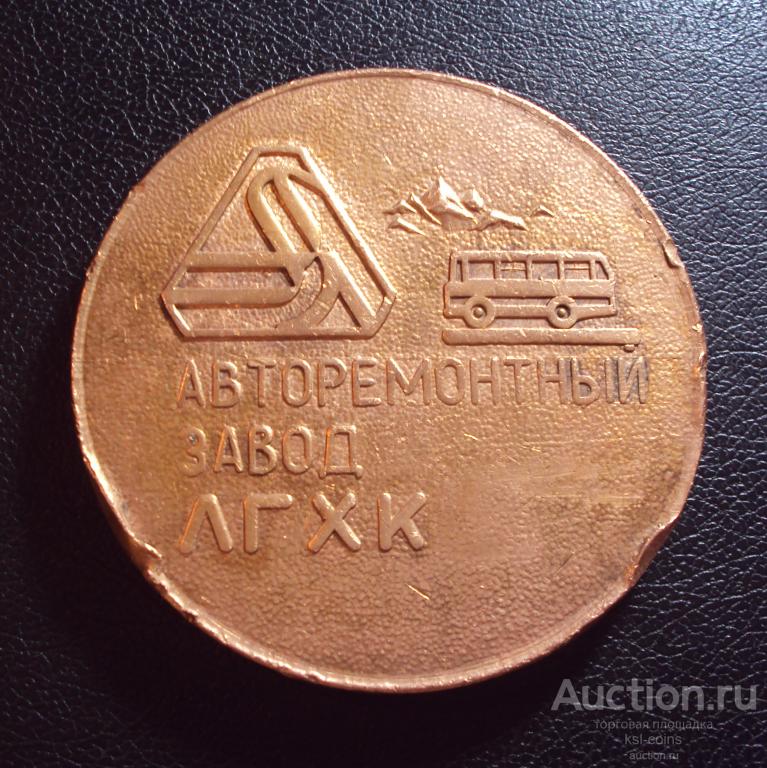 АВТОРЕМОНТНЫЙ
ЗАВОД
ЛГХК
Auction.ru
торговая площадка
ksl-coins
auction.ru